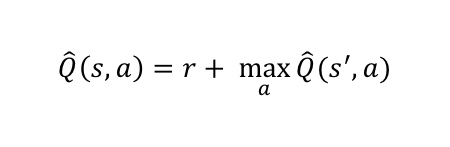 Q̂(s, a) = r + max_a Q̂(s′, a)